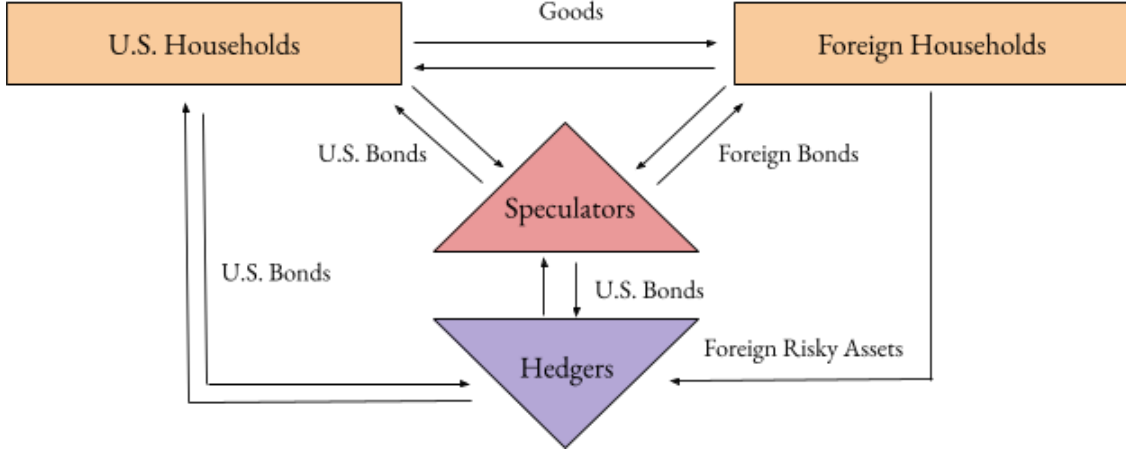 Goods
U.S. Households
Foreign Households
U.S. Bonds
Foreign Bonds
Speculators
U.S. Bonds
U.S. Bonds
Foreign Risky Assets
Hedgers